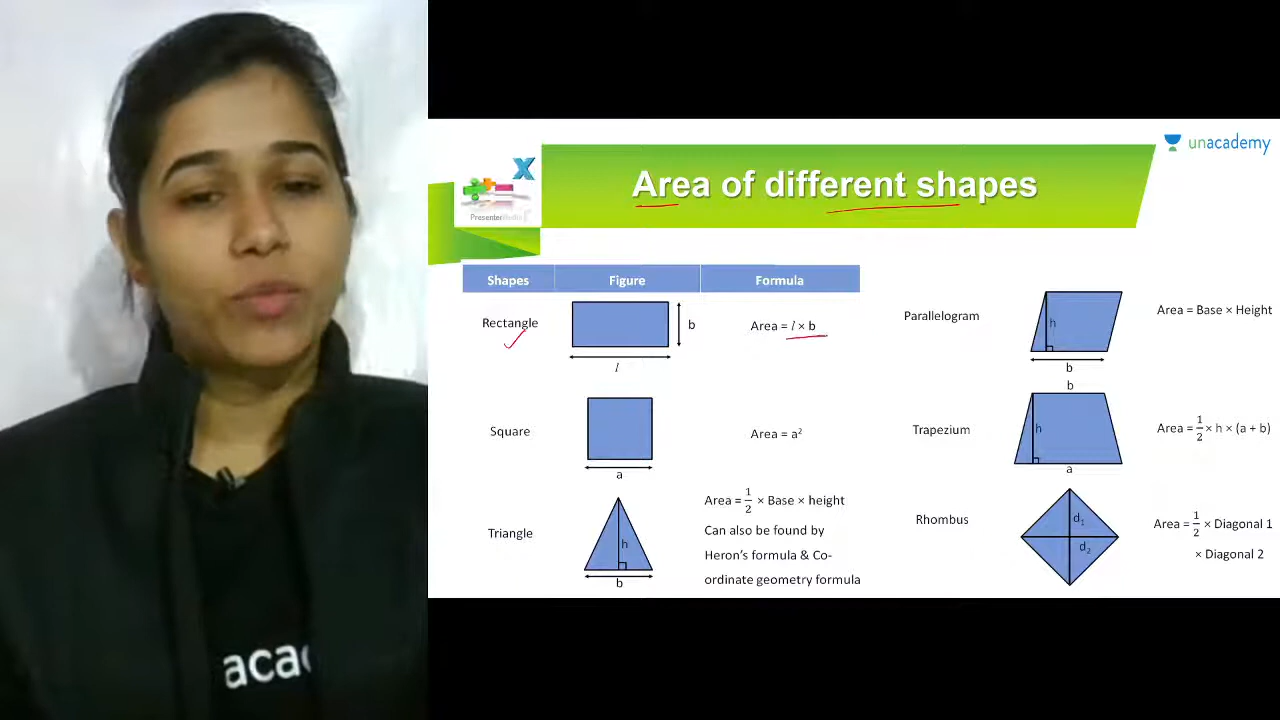 unacademy
X
PresenterMedia
Area of different shapes
Shapes Figure Formula
Rectangle b l Area = l × b
Square a Area = a²
Triangle h b Area = 1/2 × Base × height
Can also be found by
Heron's formula & Co-
ordinate geometry formula
Parallelogram h b Area = Base × Height
Trapezium b h a Area = 1/2 × h × (a + b)
Rhombus d₁ d₂ Area = 1/2 × Diagonal 1
× Diagonal 2